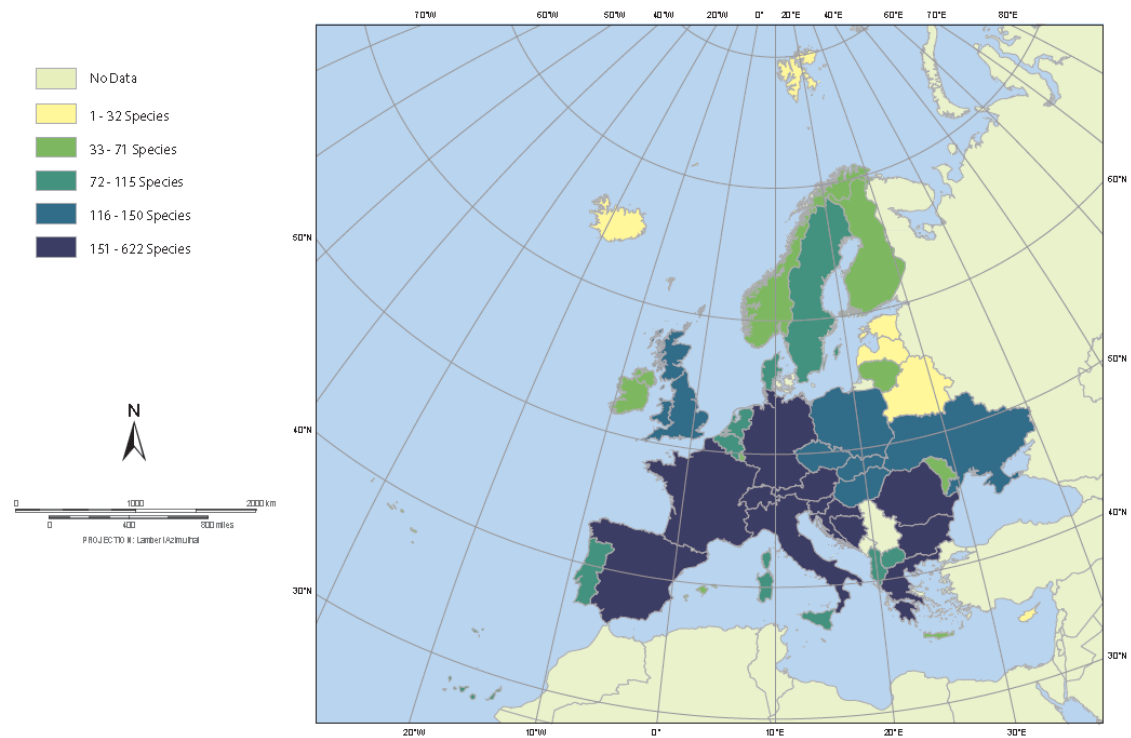 70°W 60°W 50°W 40°W 20°W 0° 20°E 40°E 60°E 70°E 80°E
No Data
1 - 32 Species
33 - 71 Species
72 - 115 Species
116 - 150 Species
151 - 622 Species
60°N
50°N
50°N
N
40°N
40°N
0 1000 2000 km
0 400 800 miles
PROJECTION: Lambert Azimuthal
30°N
30°N
20°W 10°W 0° 10°E 20°E 30°E